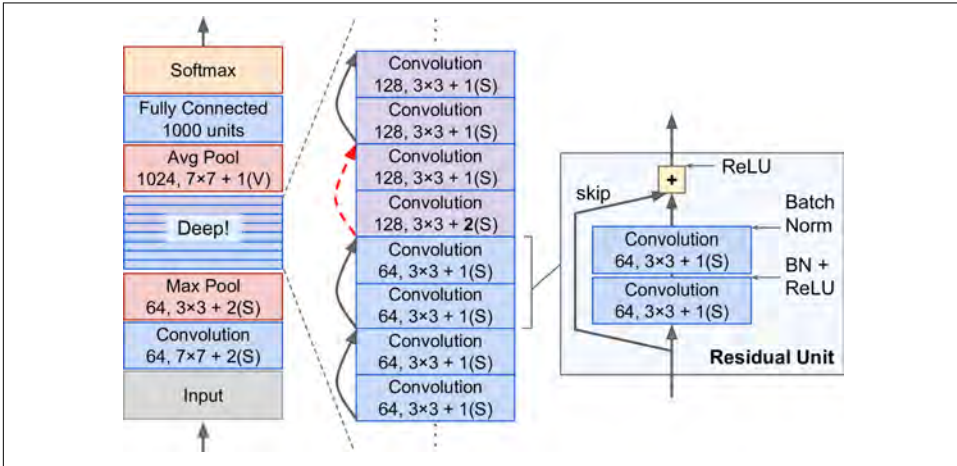 Softmax
Fully Connected
1000 units
Avg Pool
1024, 7×7 + 1(V)
Deep!
Max Pool
64, 3×3 + 2(S)
Convolution
64, 7×7 + 2(S)
Input
Convolution
128, 3×3 + 1(S)
Convolution
128, 3×3 + 1(S)
Convolution
128, 3×3 + 1(S)
Convolution
128, 3×3 + 2(S)
Convolution
64, 3×3 + 1(S)
Convolution
64, 3×3 + 1(S)
Convolution
64, 3×3 + 1(S)
Convolution
64, 3×3 + 1(S)
+
ReLU
skip
Batch
Norm
Convolution
64, 3×3 + 1(S)
BN +
ReLU
Convolution
64, 3×3 + 1(S)
Residual Unit